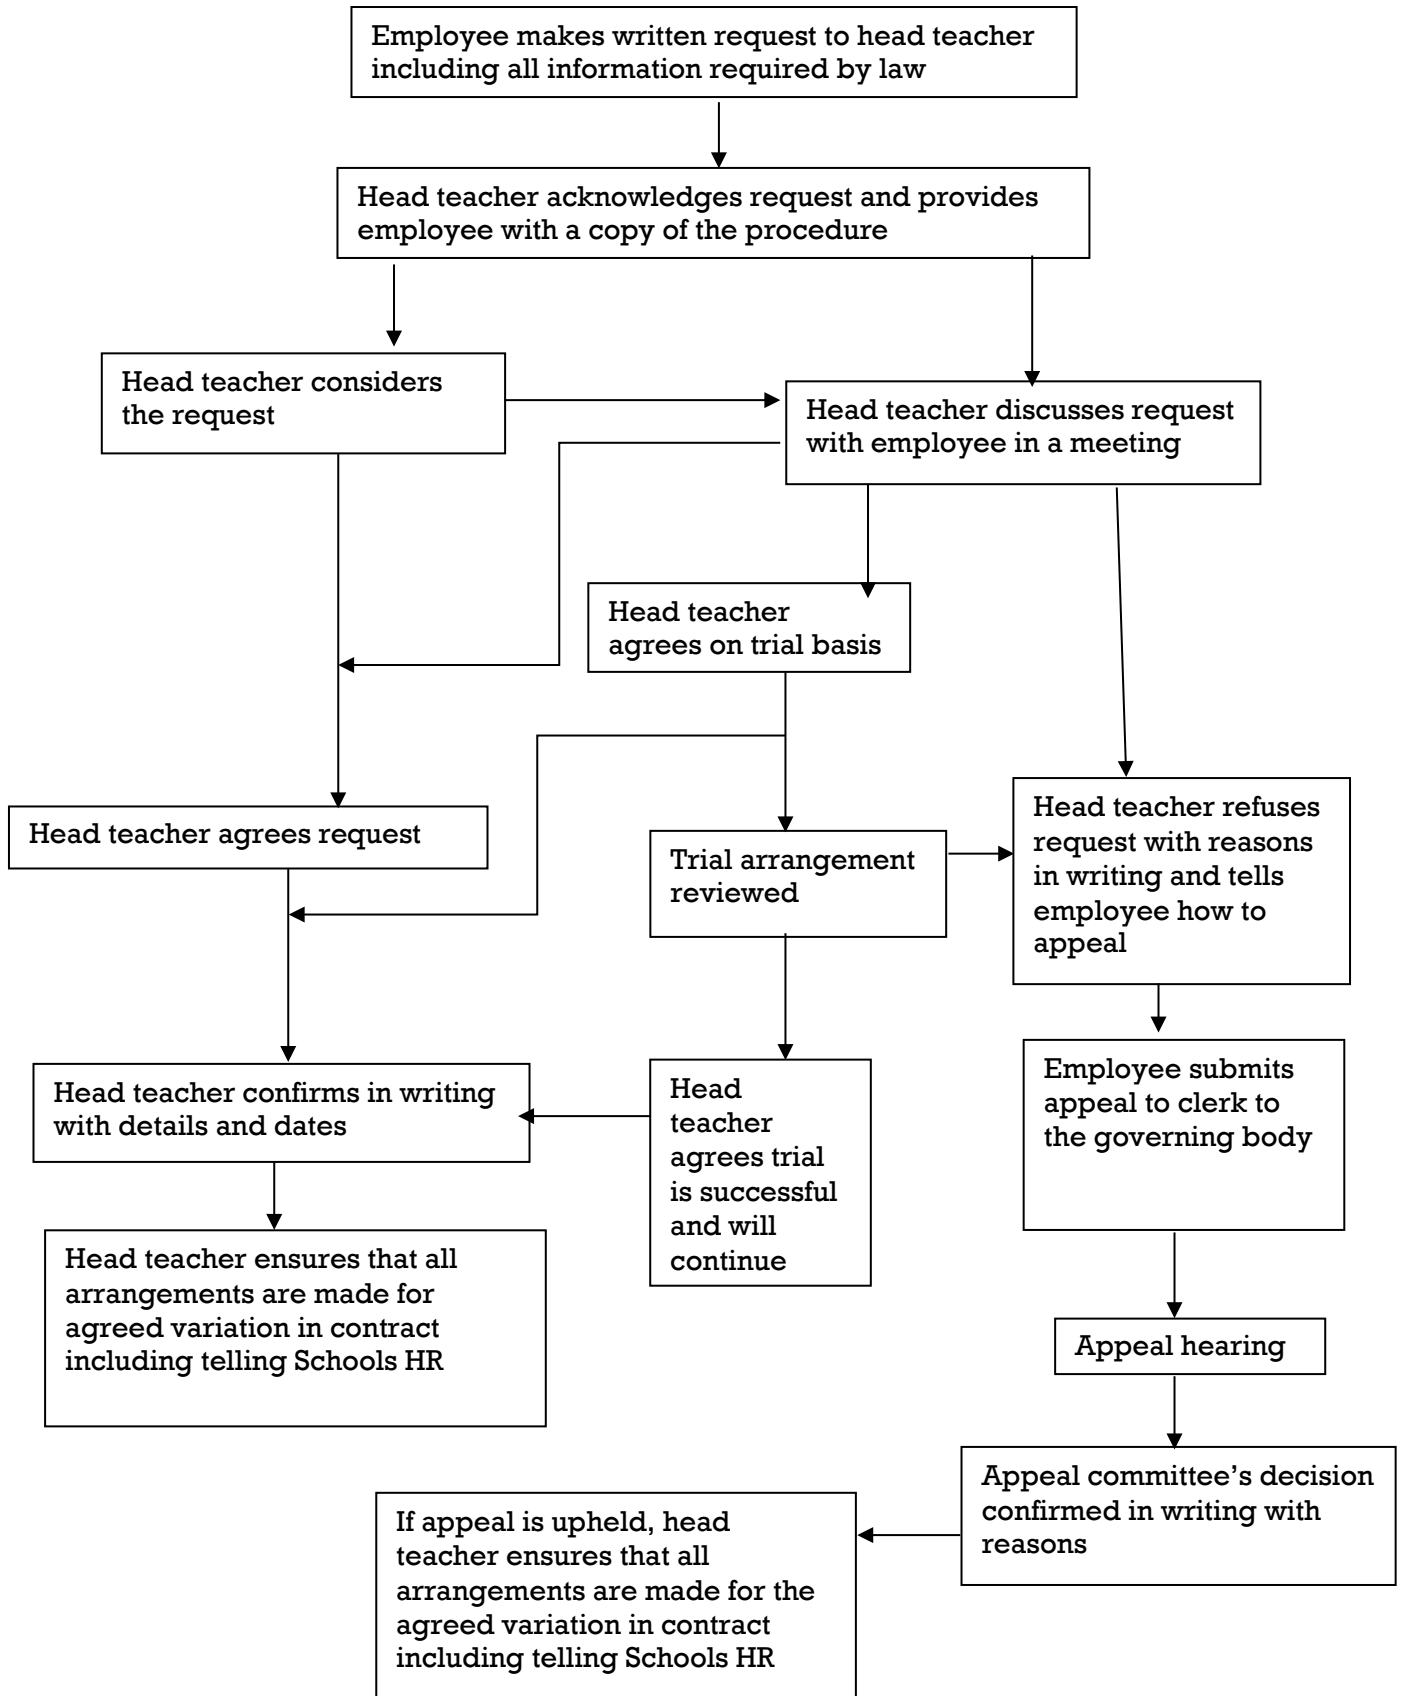 Employee makes written request to head teacher
including all information required by law
Head teacher acknowledges request and provides
employee with a copy of the procedure
Head teacher considers
the request
Head teacher discusses request
with employee in a meeting
Head teacher
agrees on trial basis
Head teacher agrees request
Trial arrangement
reviewed
Head teacher refuses
request with reasons
in writing and tells
employee how to
appeal
Head teacher confirms in writing
with details and dates
Head
teacher
agrees trial
is successful
and will
continue
Employee submits
appeal to clerk to
the governing body
Head teacher ensures that all
arrangements are made for
agreed variation in contract
including telling Schools HR
Appeal hearing
Appeal committee’s decision
confirmed in writing with
reasons
If appeal is upheld, head
teacher ensures that all
arrangements are made for the
agreed variation in contract
including telling Schools HR